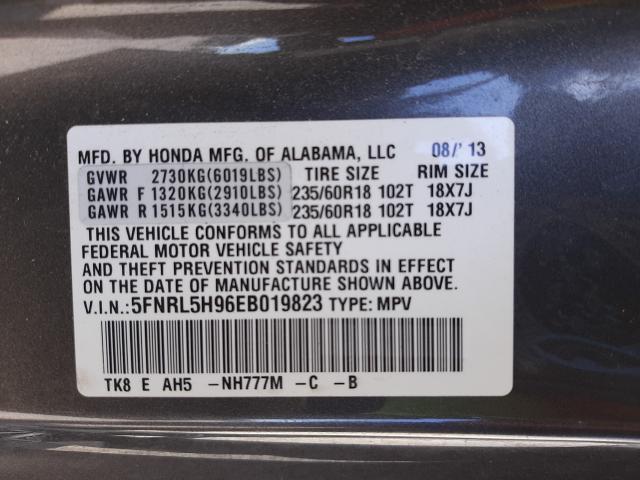 MFD. BY HONDA MFG. OF ALABAMA, LLC 08/' 13
GVWR 2730KG(6019LBS) TIRE SIZE RIM SIZE
GAWR F 1320KG(2910LBS) 235/60R18 102T 18X7J
GAWR R 1515KG(3340LBS) 235/60R18 102T 18X7J
THIS VEHICLE CONFORMS TO ALL APPLICABLE
FEDERAL MOTOR VEHICLE SAFETY
AND THEFT PREVENTION STANDARDS IN EFFECT
ON THE DATE OF MANUFACTURE SHOWN ABOVE.
V.I.N.: 5FNRL5H96EB019823 TYPE: MPV
TK8 E AH5 -NH777M -C -B